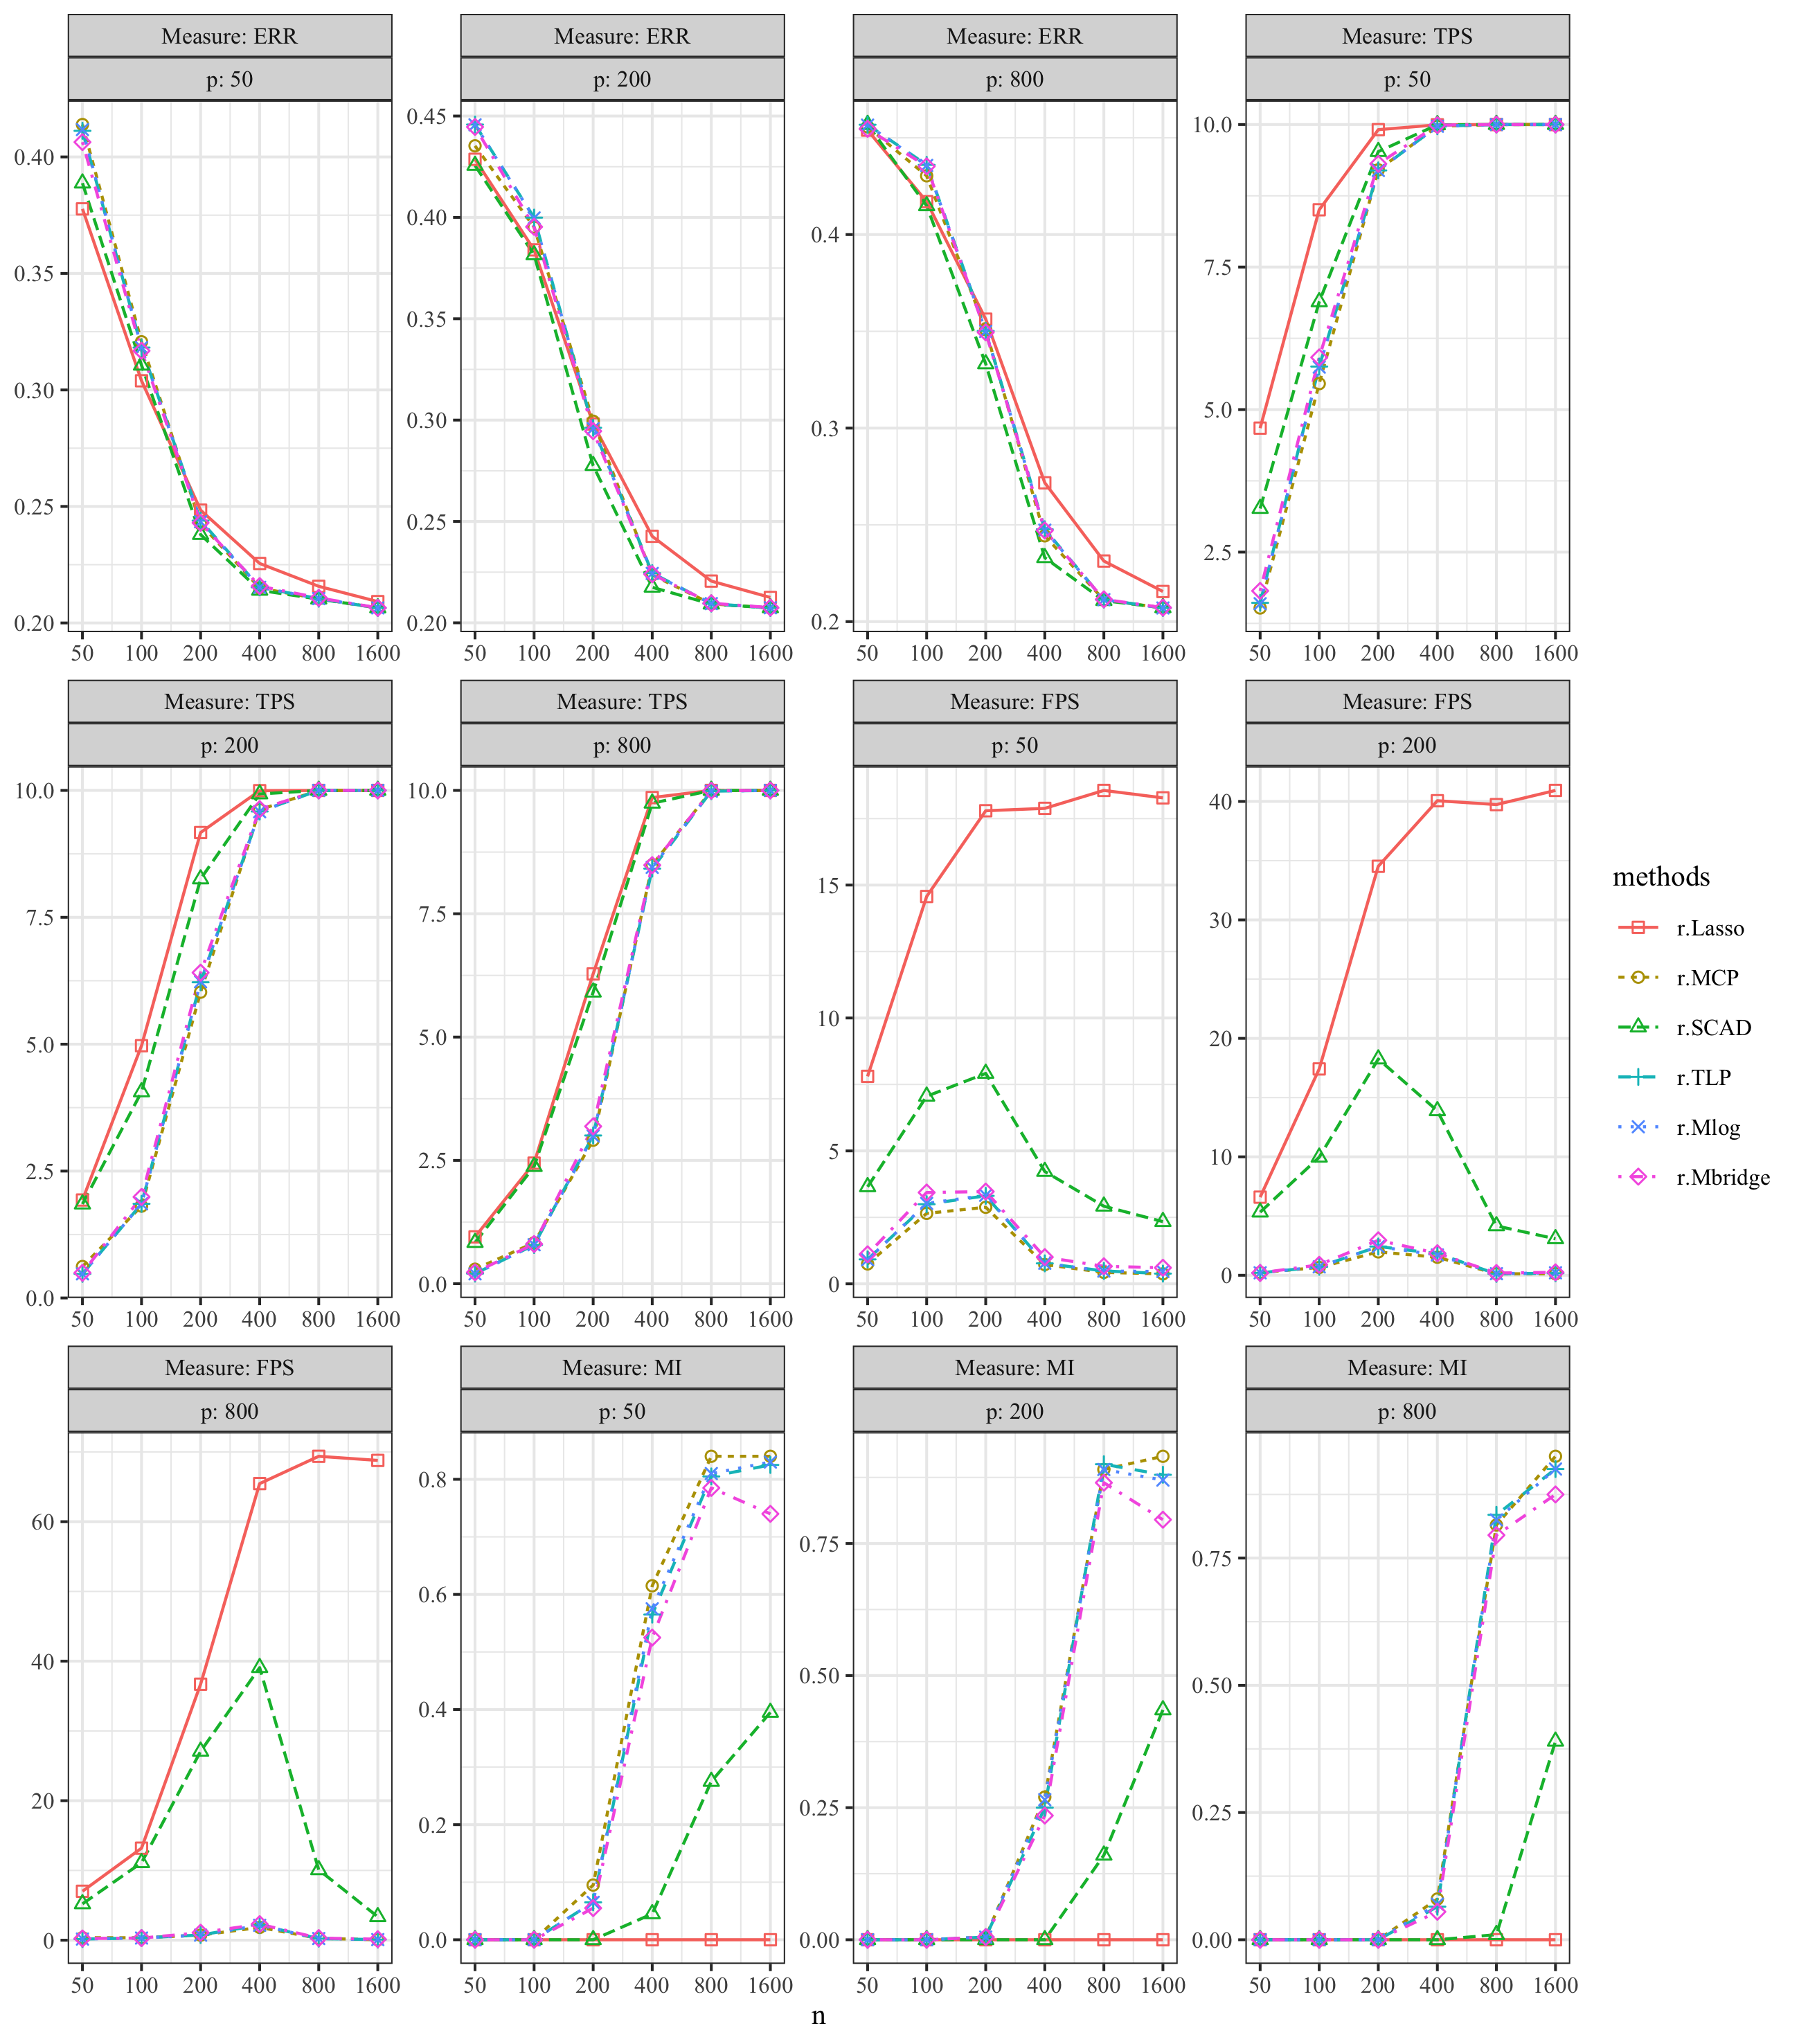 Measure: ERR
p: 50
0.40
0.35
0.30
0.25
0.20
50 100 200 400 800 1600
Measure: ERR
p: 200
0.45
0.40
0.35
0.30
0.25
0.20
50 100 200 400 800 1600
Measure: ERR
p: 800
0.4
0.3
0.2
50 100 200 400 800 1600
Measure: TPS
p: 50
10.0
7.5
5.0
2.5
50 100 200 400 800 1600
Measure: TPS
p: 200
10.0
7.5
5.0
2.5
0.0
50 100 200 400 800 1600
Measure: TPS
p: 800
10.0
7.5
5.0
2.5
0.0
50 100 200 400 800 1600
Measure: FPS
p: 50
15
10
5
0
50 100 200 400 800 1600
Measure: FPS
p: 200
40
30
20
10
0
50 100 200 400 800 1600
Measure: FPS
p: 800
60
40
20
0
50 100 200 400 800 1600
Measure: MI
p: 50
0.8
0.6
0.4
0.2
0.0
50 100 200 400 800 1600
Measure: MI
p: 200
0.75
0.50
0.25
0.00
50 100 200 400 800 1600
Measure: MI
p: 800
0.75
0.50
0.25
0.00
50 100 200 400 800 1600
n
methods
r.Lasso
r.MCP
r.SCAD
r.TLP
r.Mlog
r.Mbridge